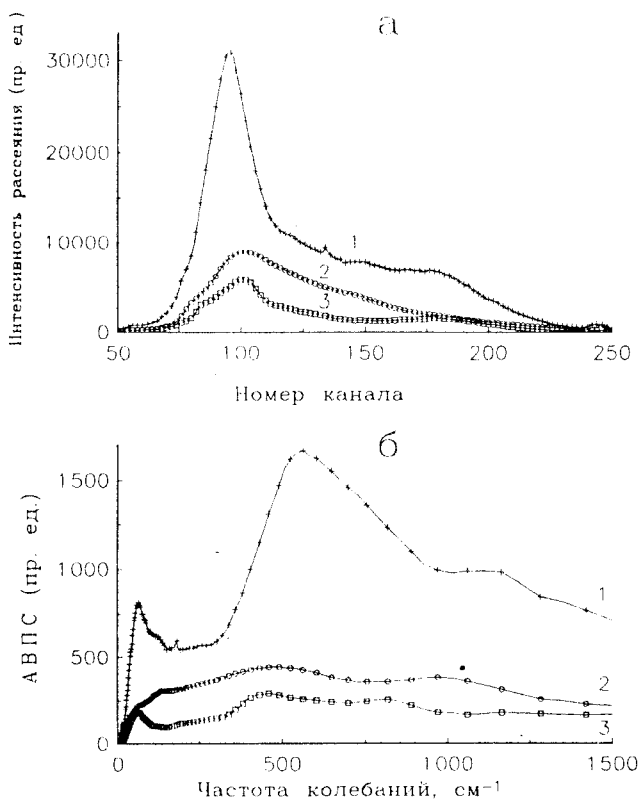 а
Интенсивность рассеяния (пр. ед)
30000
20000
10000
0
1
2
3
50 100 150 200 250
Номер канала
б
АВПС (пр. ед.)
1500
1000
500
0
1
2
3
0 500 1000 1500
Частота колебаний, см⁻¹